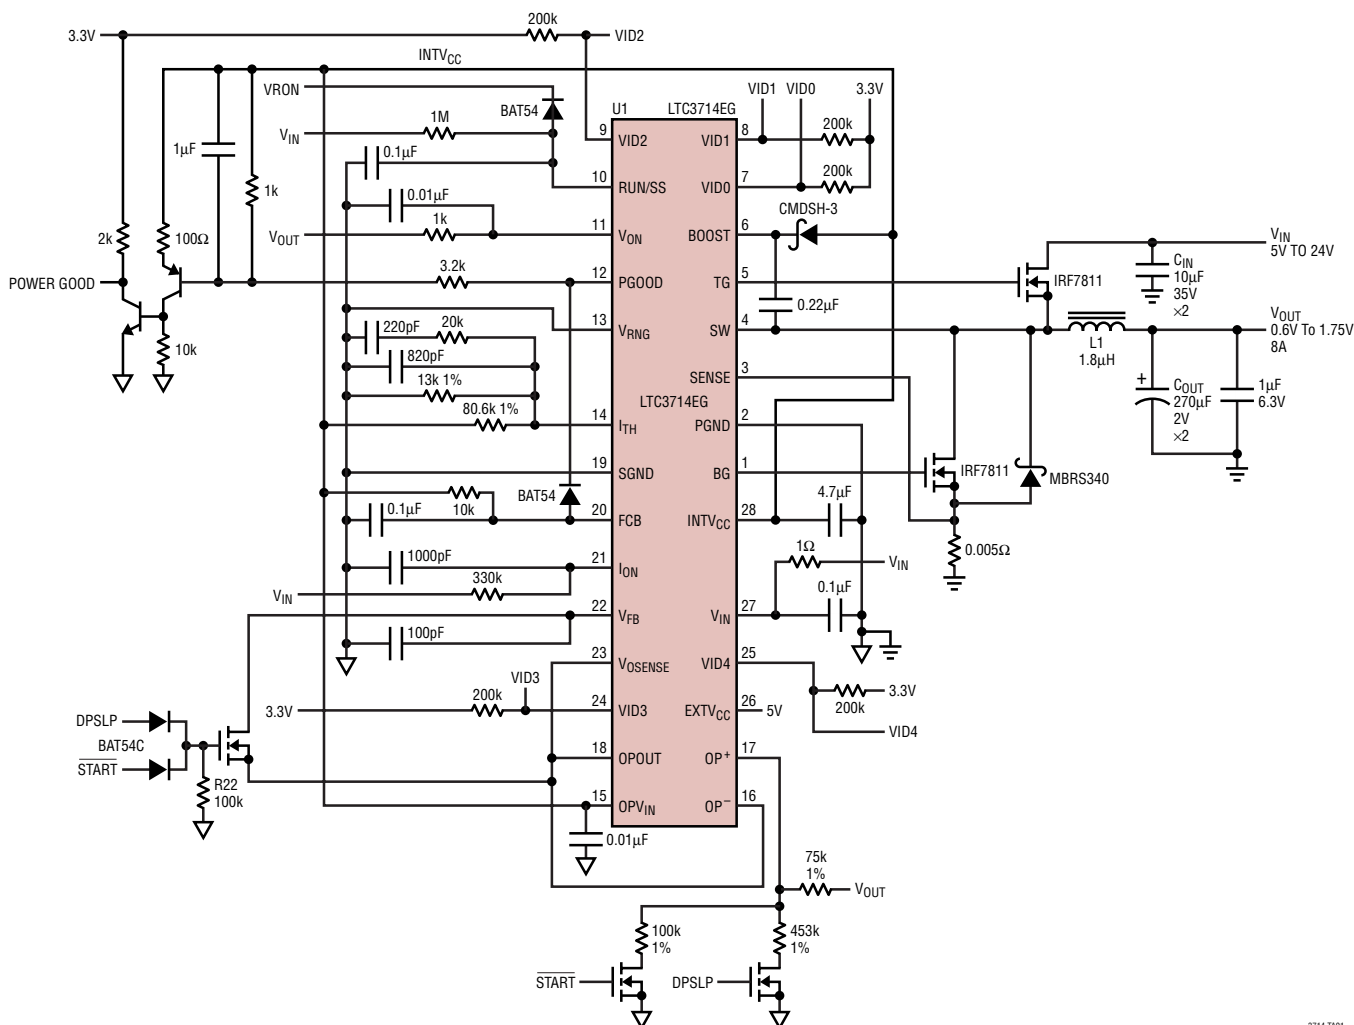 3.3V
200k
VID2
INTVCC
VRON
BAT54
U1
LTC3714EG
VID1
VID0
3.3V
VIN
1M
9
VID2
VID1
8
200k
1µF
0.1µF
1k
10
RUN/SS
VID0
7
200k
0.01µF
CMDSH-3
2k
100Ω
VOUT
1k
11
VON
BOOST
6
VIN
5V TO 24V
POWER GOOD
3.2k
12
PGOOD
TG
5
IRF7811
CIN
10µF
35V
×2
0.22µF
10k
13
VRNG
SW
4
L1
1.8µH
VOUT
0.6V To 1.75V
8A
220pF
20k
820pF
13k 1%
SENSE
3
LTC3714EG
+
COUT
270µF
2V
×2
1µF
6.3V
80.6k 1%
14
ITH
PGND
2
19
SGND
BG
1
IRF7811
MBRS340
10k
BAT54
4.7µF
0.1µF
20
FCB
INTVCC
28
0.005Ω
1000pF
21
ION
1Ω
VIN
VIN
330k
0.1µF
22
VFB
VIN
27
100pF
23
VOSENSE
VID4
25
VID3
200k
3.3V
3.3V
200k
24
VID3
EXTVCC
26
5V
VID4
DPSLP
BAT54C
START
R22
100k
18
OPOUT
OP+
17
15
OPVIN
OP–
16
0.01µF
75k
1%
VOUT
100k
1%
453k
1%
START
DPSLP
3714 TA01